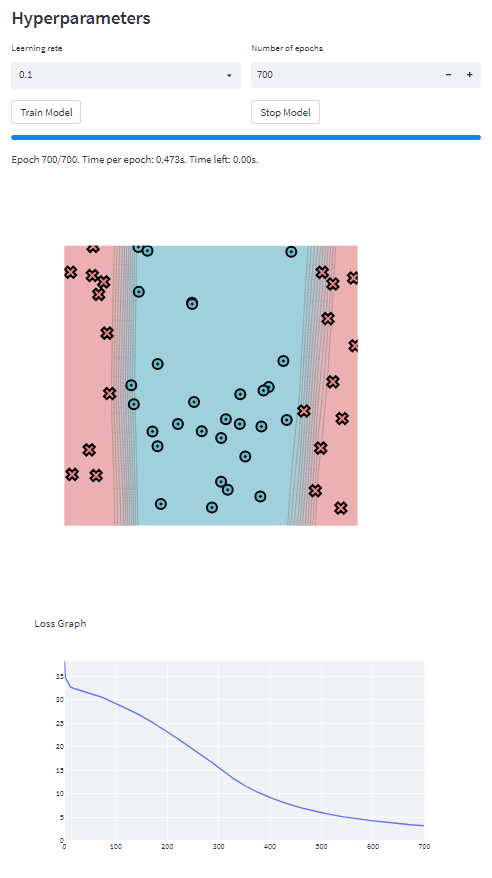 Hyperparameters
Learning rate
Number of epochs
0.1
700
− +
Train Model
Stop Model
Epoch 700/700. Time per epoch: 0.473s. Time left: 0.00s.
Loss Graph
35
30
25
20
15
10
5
0
0 100 200 300 400 500 600 700